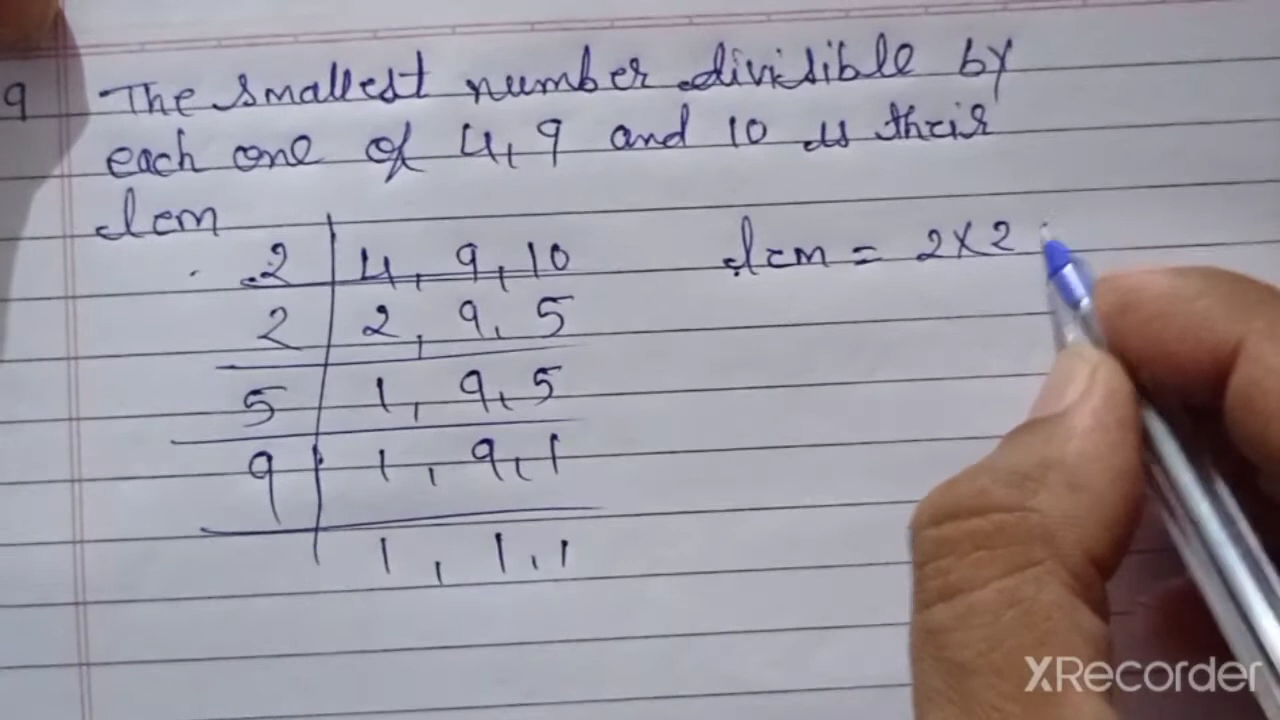 9 The smallest number divisible by
each one of 4, 9 and 10 is their
lcm
2 | 4, 9, 10 lcm = 2 x 2
2 | 2, 9, 5
5 | 1, 9, 5
9 | 1, 9, 1
1, 1, 1
XRecorder